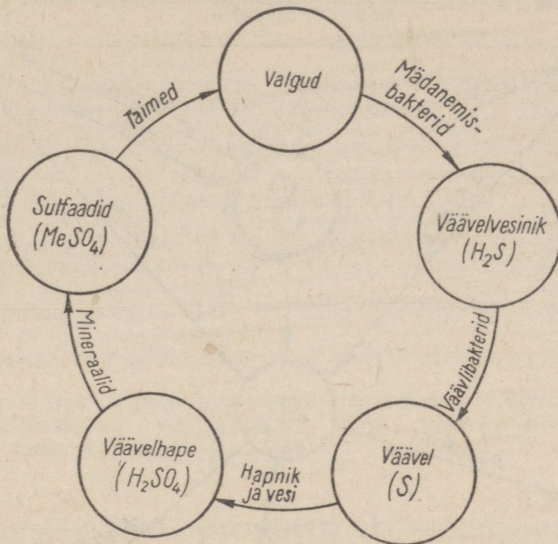 Valgud
Mädanemis-
bakterid
Väävelvesinik
(H₂S)
Väävlibakterid
Väävel
(S)
Hapnik
ja vesi
Väävelhape
(H₂SO₄)
Mineraalid
Sulfaadid
(MeSO₄)
Taimed